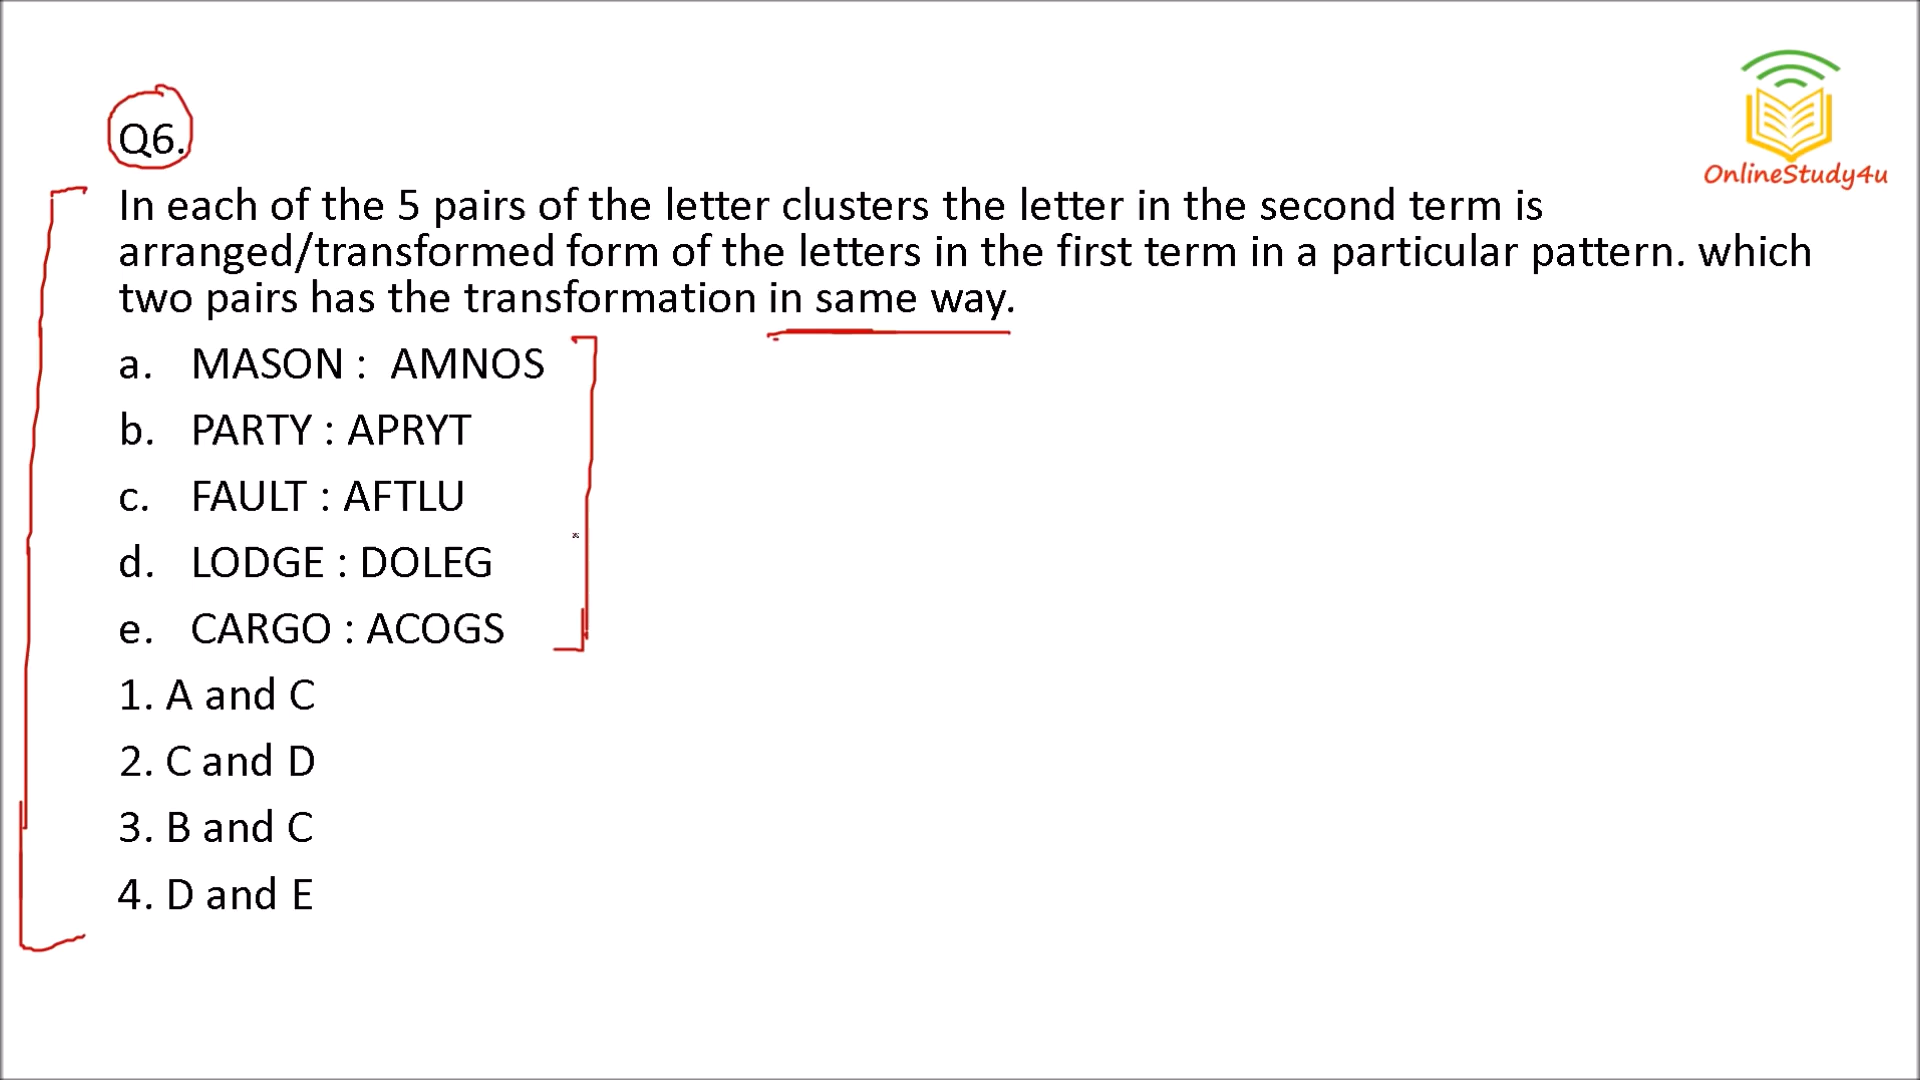 OnlineStudy4u
Q6.
In each of the 5 pairs of the letter clusters the letter in the second term is
arranged/transformed form of the letters in the first term in a particular pattern. which
two pairs has the transformation in same way.
a. MASON : AMNOS
b. PARTY : APRYT
c. FAULT : AFTLU
d. LODGE : DOLEG
e. CARGO : ACOGS
1. A and C
2. C and D
3. B and C
4. D and E